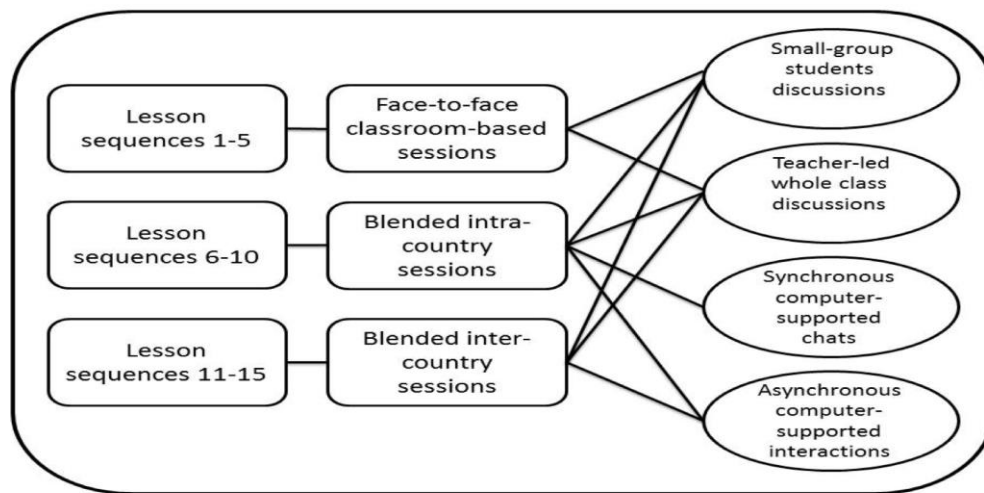 Lesson
sequences 1-5
Face-to-face
classroom-based
sessions
Lesson
sequences 6-10
Blended intra-
country
sessions
Lesson
sequences 11-15
Blended inter-
country
sessions
Small-group
students
discussions
Teacher-led
whole class
discussions
Synchronous
computer-
supported
chats
Asynchronous
computer-
supported
interactions